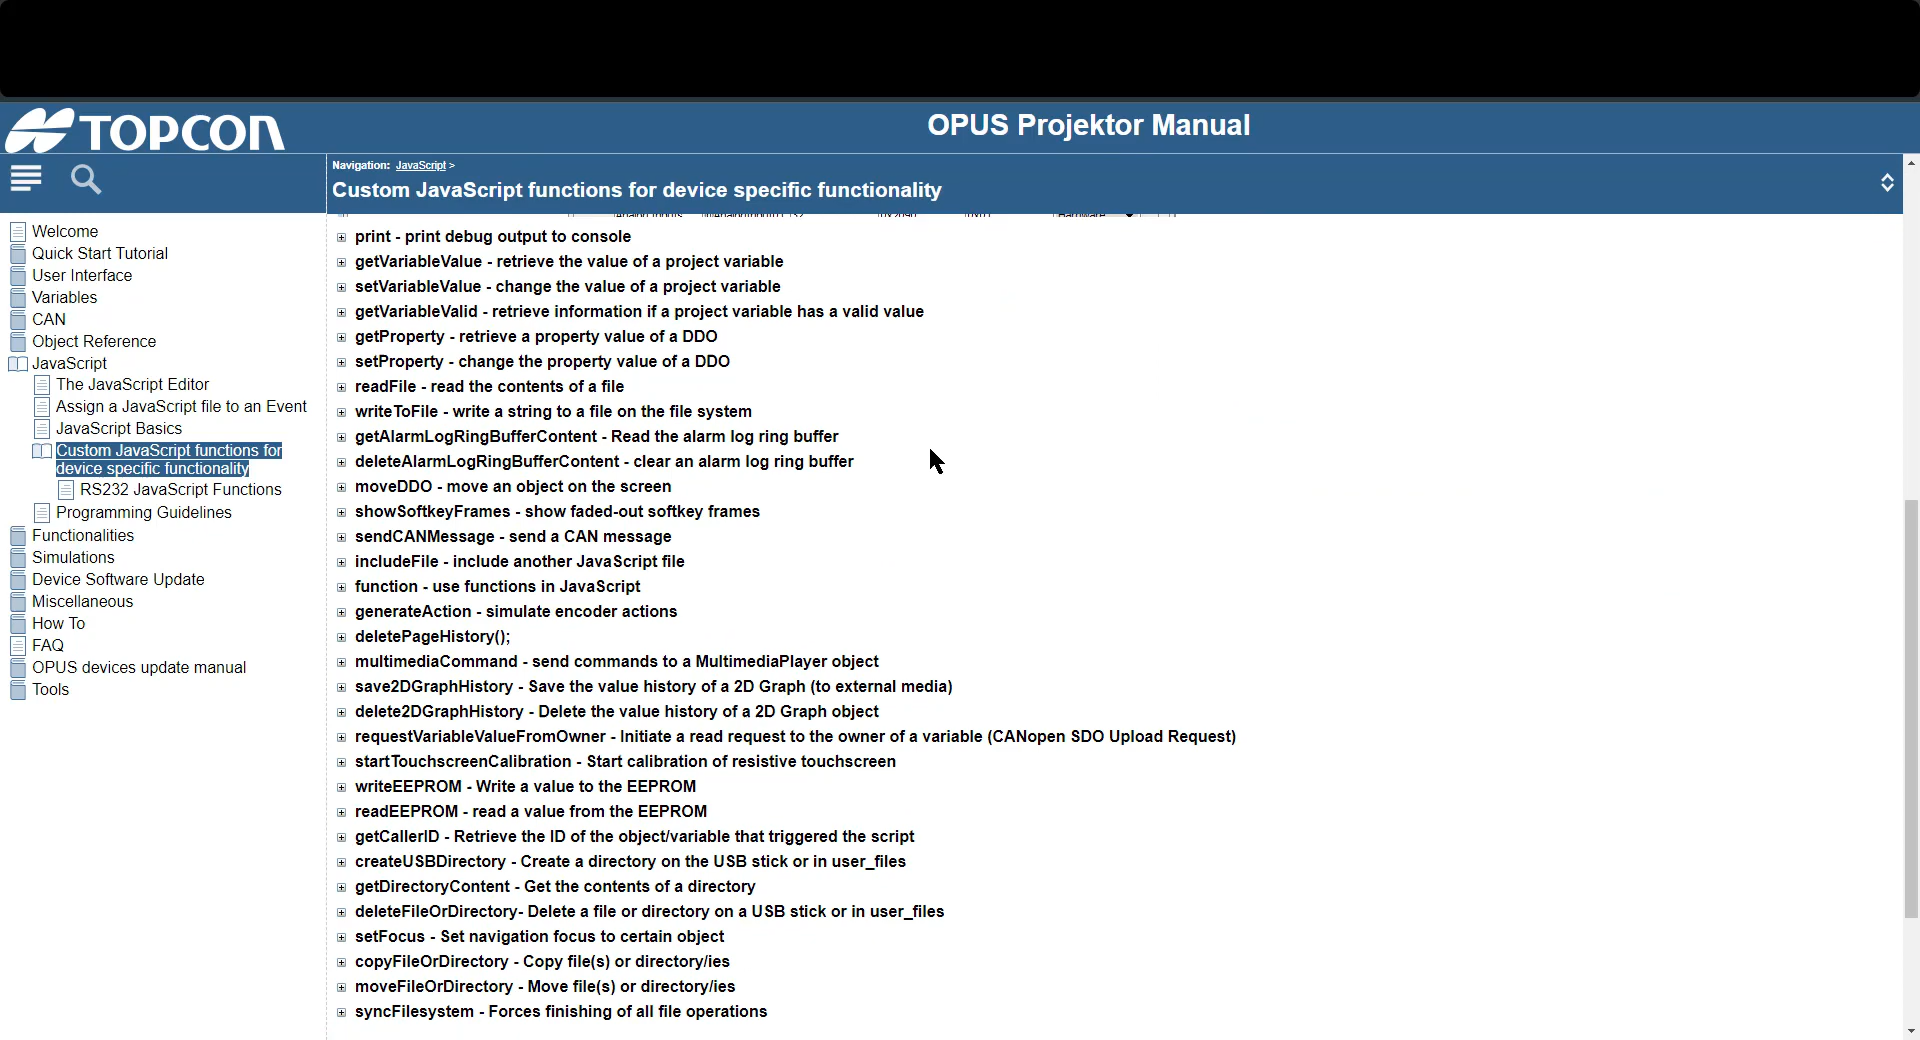 TOPCON
OPUS Projektor Manual
Navigation: JavaScript >
Custom JavaScript functions for device specific functionality
Welcome
Quick Start Tutorial
User Interface
Variables
CAN
Object Reference
JavaScript
The JavaScript Editor
Assign a JavaScript file to an Event
JavaScript Basics
Custom JavaScript functions for
device specific functionality
RS232 JavaScript Functions
Programming Guidelines
Functionalities
Simulations
Device Software Update
Miscellaneous
How To
FAQ
OPUS devices update manual
Tools
print - print debug output to console
getVariableValue - retrieve the value of a project variable
setVariableValue - change the value of a project variable
getVariableValid - retrieve information if a project variable has a valid value
getProperty - retrieve a property value of a DDO
setProperty - change the property value of a DDO
readFile - read the contents of a file
writeToFile - write a string to a file on the file system
getAlarmLogRingBufferContent - Read the alarm log ring buffer
deleteAlarmLogRingBufferContent - clear an alarm log ring buffer
moveDDO - move an object on the screen
showSoftkeyFrames - show faded-out softkey frames
sendCANMessage - send a CAN message
includeFile - include another JavaScript file
function - use functions in JavaScript
generateAction - simulate encoder actions
deletePageHistory();
multimediaCommand - send commands to a MultimediaPlayer object
save2DGraphHistory - Save the value history of a 2D Graph (to external media)
delete2DGraphHistory - Delete the value history of a 2D Graph object
requestVariableValueFromOwner - Initiate a read request to the owner of a variable (CANopen SDO Upload Request)
startTouchscreenCalibration - Start calibration of resistive touchscreen
writeEEPROM - Write a value to the EEPROM
readEEPROM - read a value from the EEPROM
getCallerID - Retrieve the ID of the object/variable that triggered the script
createUSBDirectory - Create a directory on the USB stick or in user_files
getDirectoryContent - Get the contents of a directory
deleteFileOrDirectory- Delete a file or directory on a USB stick or in user_files
setFocus - Set navigation focus to certain object
copyFileOrDirectory - Copy file(s) or directory/ies
moveFileOrDirectory - Move file(s) or directory/ies
syncFilesystem - Forces finishing of all file operations